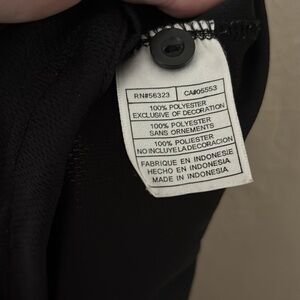 RN#56323 CA#05553
100% POLYESTER
EXCLUSIVE OF DECORATION
100% POLYESTER
SANS ORNEMENTS
100% POLIESTER
NO INCLUYE LA DECORACION
FABRIQUE EN INDONESIE
HECHO EN INDONESIA
MADE IN INDONESIA